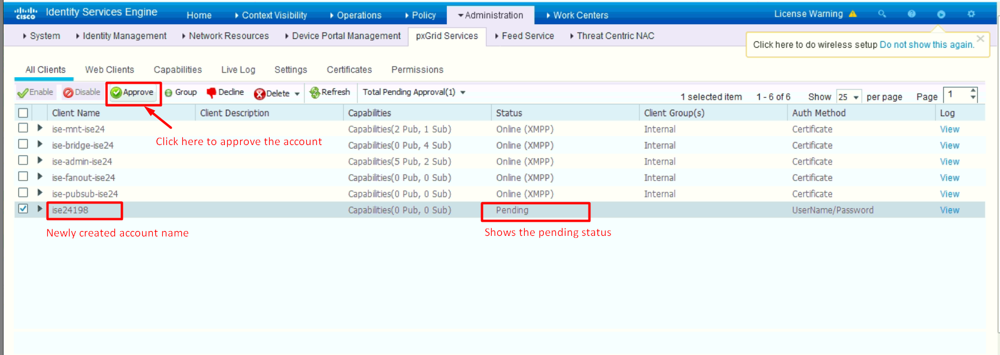 cisco Identity Services Engine Home Context Visibility Operations Policy Administration Work Centers License Warning
System Identity Management Network Resources Device Portal Management pxGrid Services Feed Service Threat Centric NAC
Click here to do wireless setup Do not show this again.
All Clients Web Clients Capabilities Live Log Settings Certificates Permissions
Enable Disable Approve Group Decline Delete Refresh Total Pending Approval(1) 1 selected item 1 - 6 of 6 Show 25 per page Page 1
Client Name Client Description Capabilities Status Client Group(s) Auth Method Log
ise-mnt-ise24 Capabilities(2 Pub, 1 Sub) Online (XMPP) Internal Certificate View
Click here to approve the account
ise-bridge-ise24 Capabilities(0 Pub, 4 Sub) Online (XMPP) Internal Certificate View
ise-admin-ise24 Capabilities(5 Pub, 2 Sub) Online (XMPP) Internal Certificate View
ise-fanout-ise24 Capabilities(0 Pub, 0 Sub) Online (XMPP) Internal Certificate View
ise-pubsub-ise24 Capabilities(0 Pub, 0 Sub) Online (XMPP) Internal Certificate View
ise24198 Capabilities(0 Pub, 0 Sub) Pending UserName/Password View
Newly created account name Shows the pending status